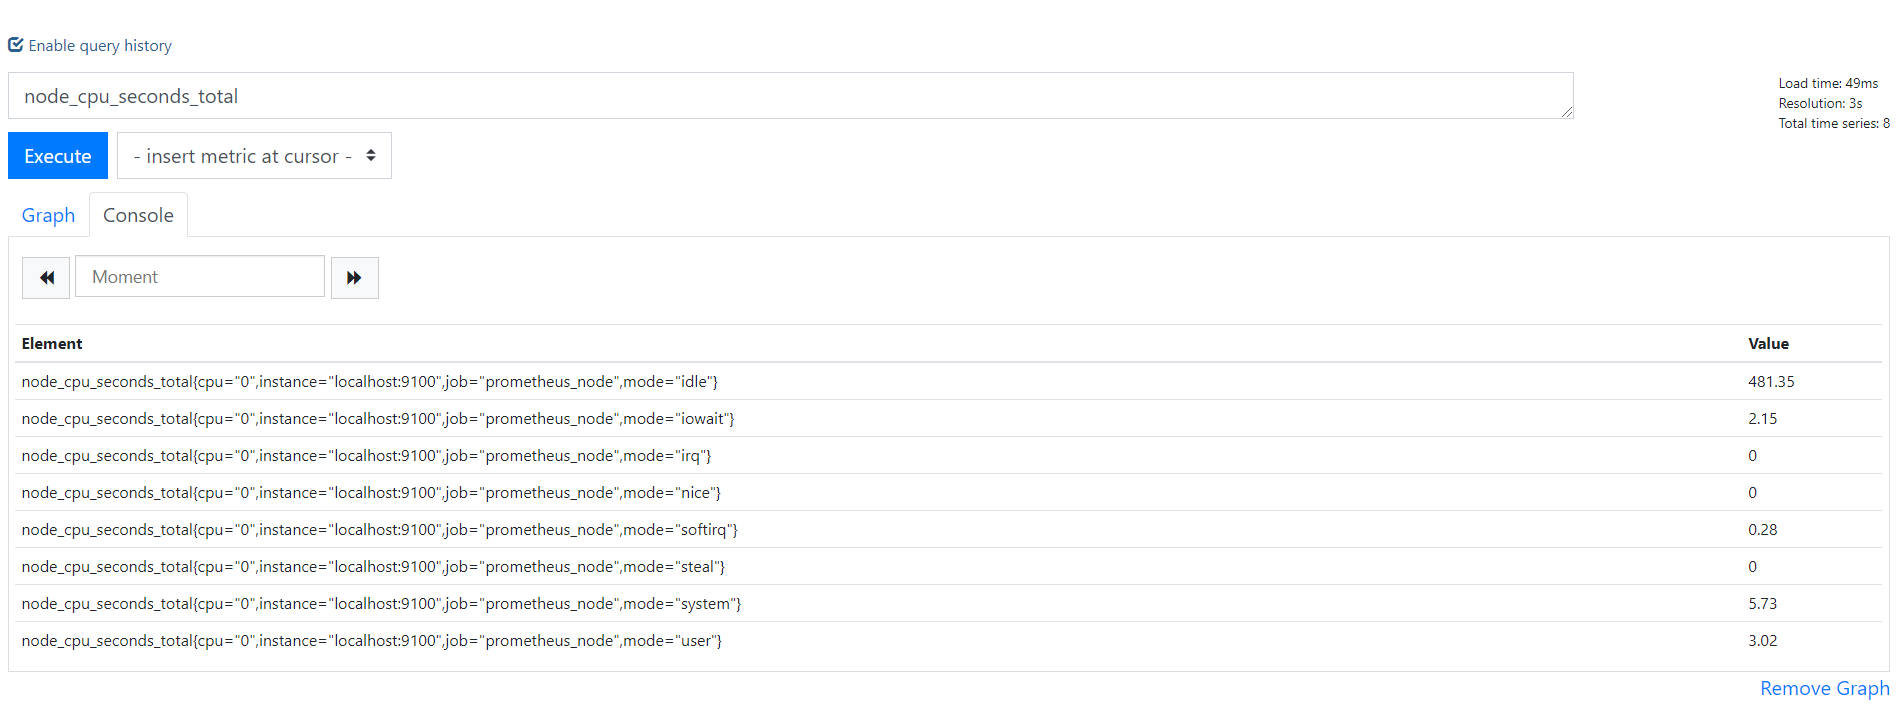 Enable query history
node_cpu_seconds_total
Load time: 49ms
Resolution: 3s
Total time series: 8
Execute
- insert metric at cursor -
Graph
Console
Moment
Element Value
node_cpu_seconds_total{cpu="0",instance="localhost:9100",job="prometheus_node",mode="idle"} 481.35
node_cpu_seconds_total{cpu="0",instance="localhost:9100",job="prometheus_node",mode="iowait"} 2.15
node_cpu_seconds_total{cpu="0",instance="localhost:9100",job="prometheus_node",mode="irq"} 0
node_cpu_seconds_total{cpu="0",instance="localhost:9100",job="prometheus_node",mode="nice"} 0
node_cpu_seconds_total{cpu="0",instance="localhost:9100",job="prometheus_node",mode="softirq"} 0.28
node_cpu_seconds_total{cpu="0",instance="localhost:9100",job="prometheus_node",mode="steal"} 0
node_cpu_seconds_total{cpu="0",instance="localhost:9100",job="prometheus_node",mode="system"} 5.73
node_cpu_seconds_total{cpu="0",instance="localhost:9100",job="prometheus_node",mode="user"} 3.02
Remove Graph